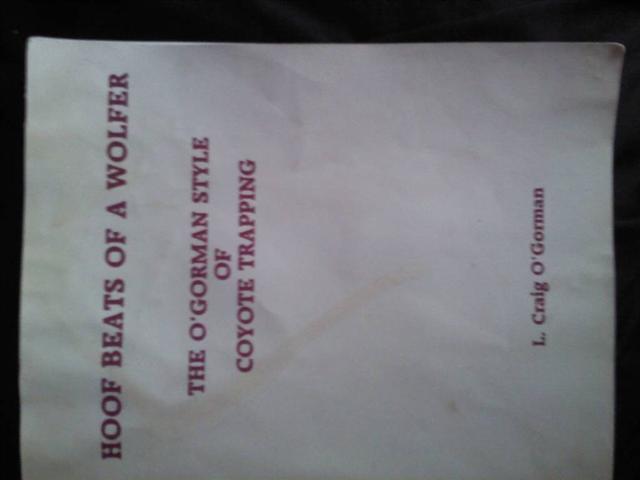 HOOF BEATS OF A WOLFER
THE O'GORMAN STYLE
OF
COYOTE TRAPPING
L. Craig O'Gorman